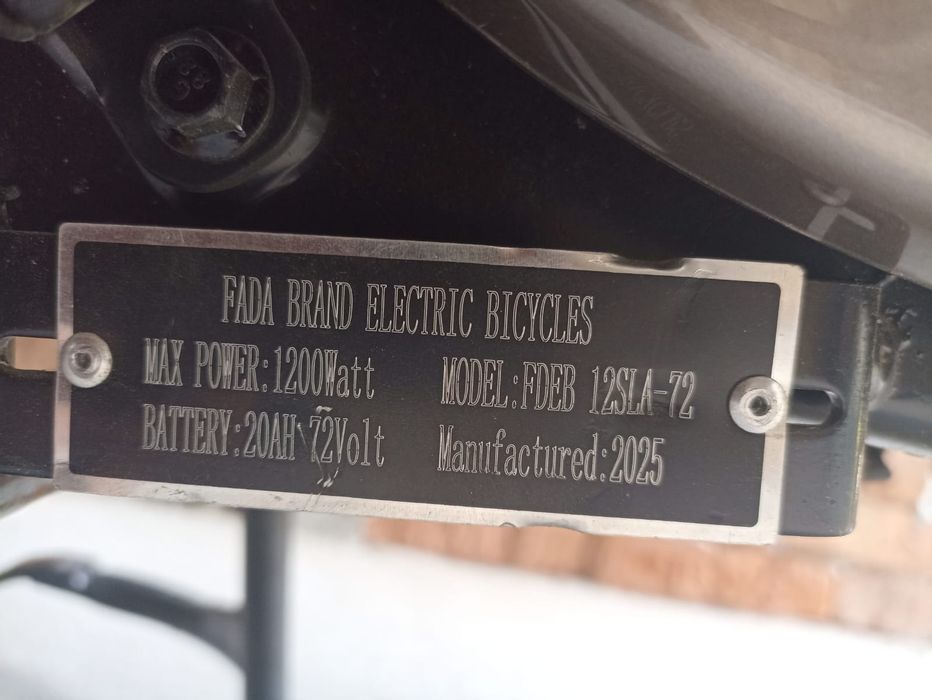 FADA BRAND ELECTRIC BICYCLES
MAX POWER:1200Watt MODEL:FDEB 12SLA-72
BATTERY:20AH 72Volt Manufactured:2025